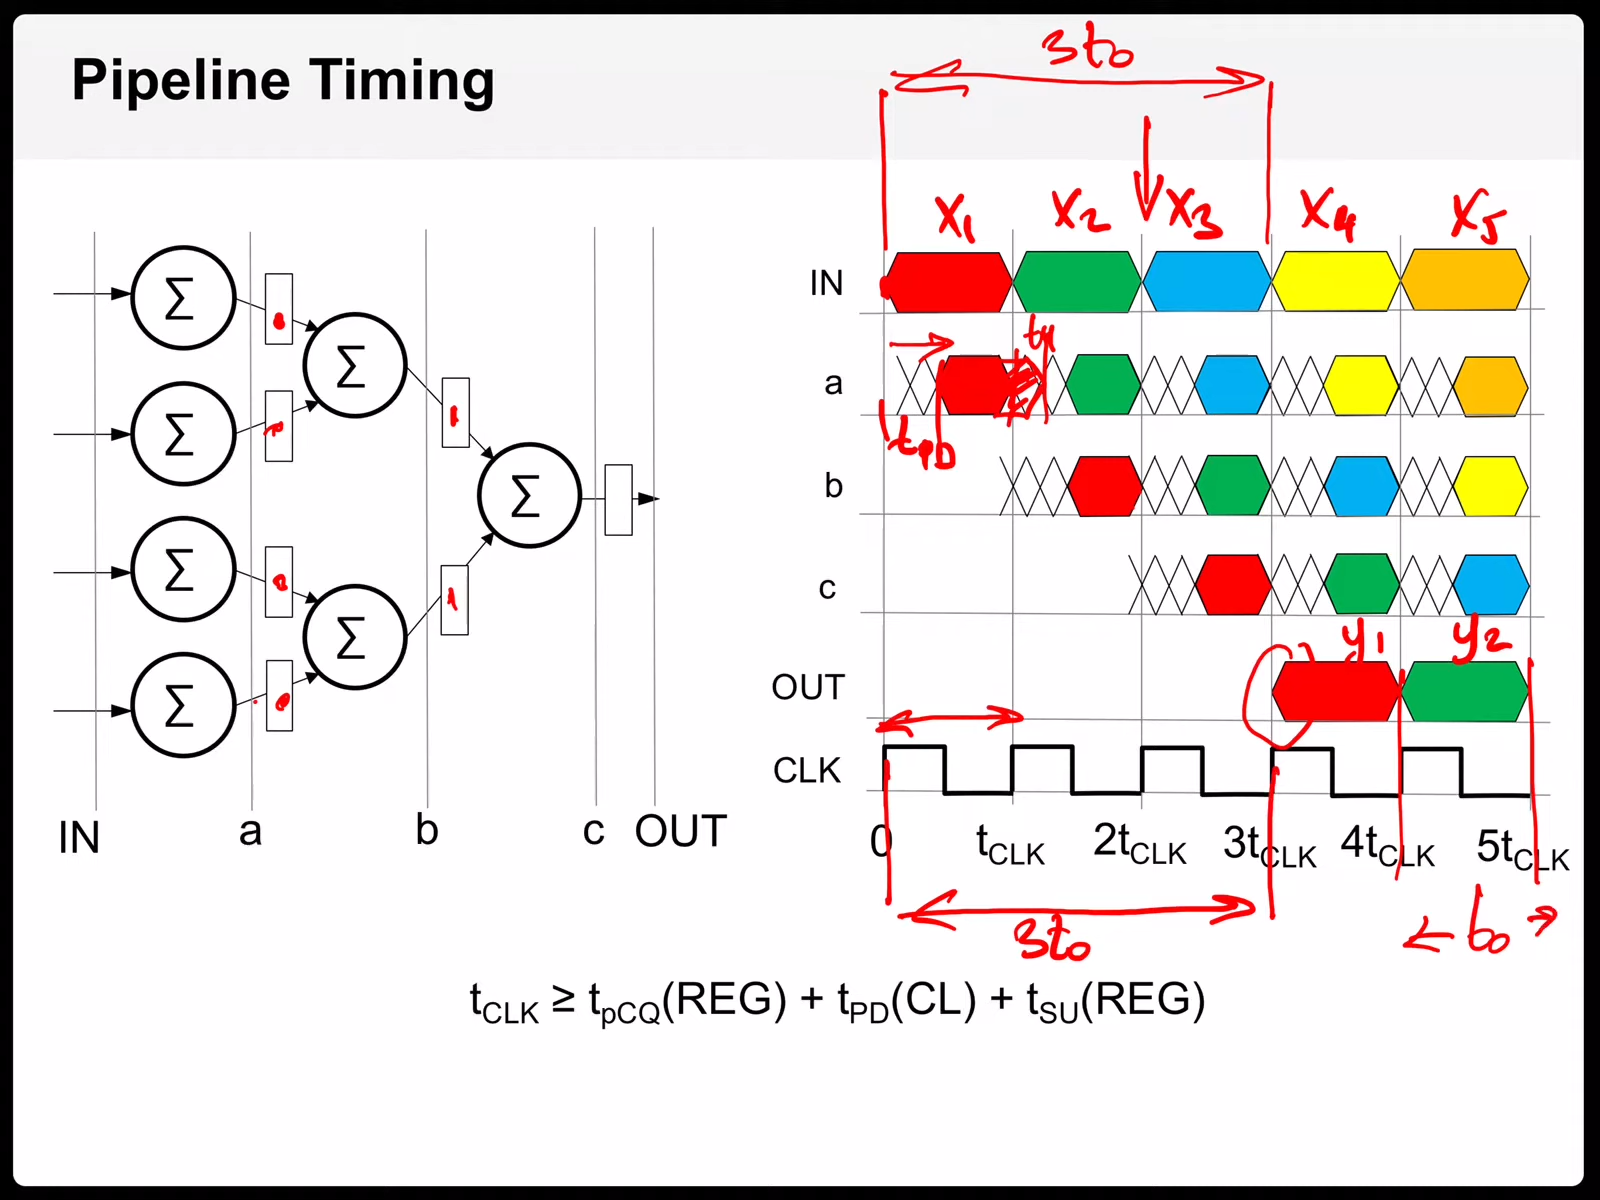 Pipeline Timing
3t₀
X₁ X₂ X₃ X₄ X₅
Σ
Σ
Σ
Σ
Σ
Σ
Σ
IN a b c OUT
IN
a
tH
tPD
b
c
y₁ y₂
OUT
CLK
0 tCLK 2tCLK 3tCLK 4tCLK 5tCLK
3t₀ t₀
tCLK ≥ tpCQ(REG) + tPD(CL) + tSU(REG)